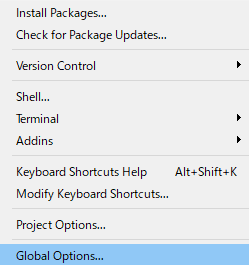 Install Packages...
Check for Package Updates...
Version Control
Shell...
Terminal
Addins
Keyboard Shortcuts Help Alt+Shift+K
Modify Keyboard Shortcuts...
Project Options...
Global Options...